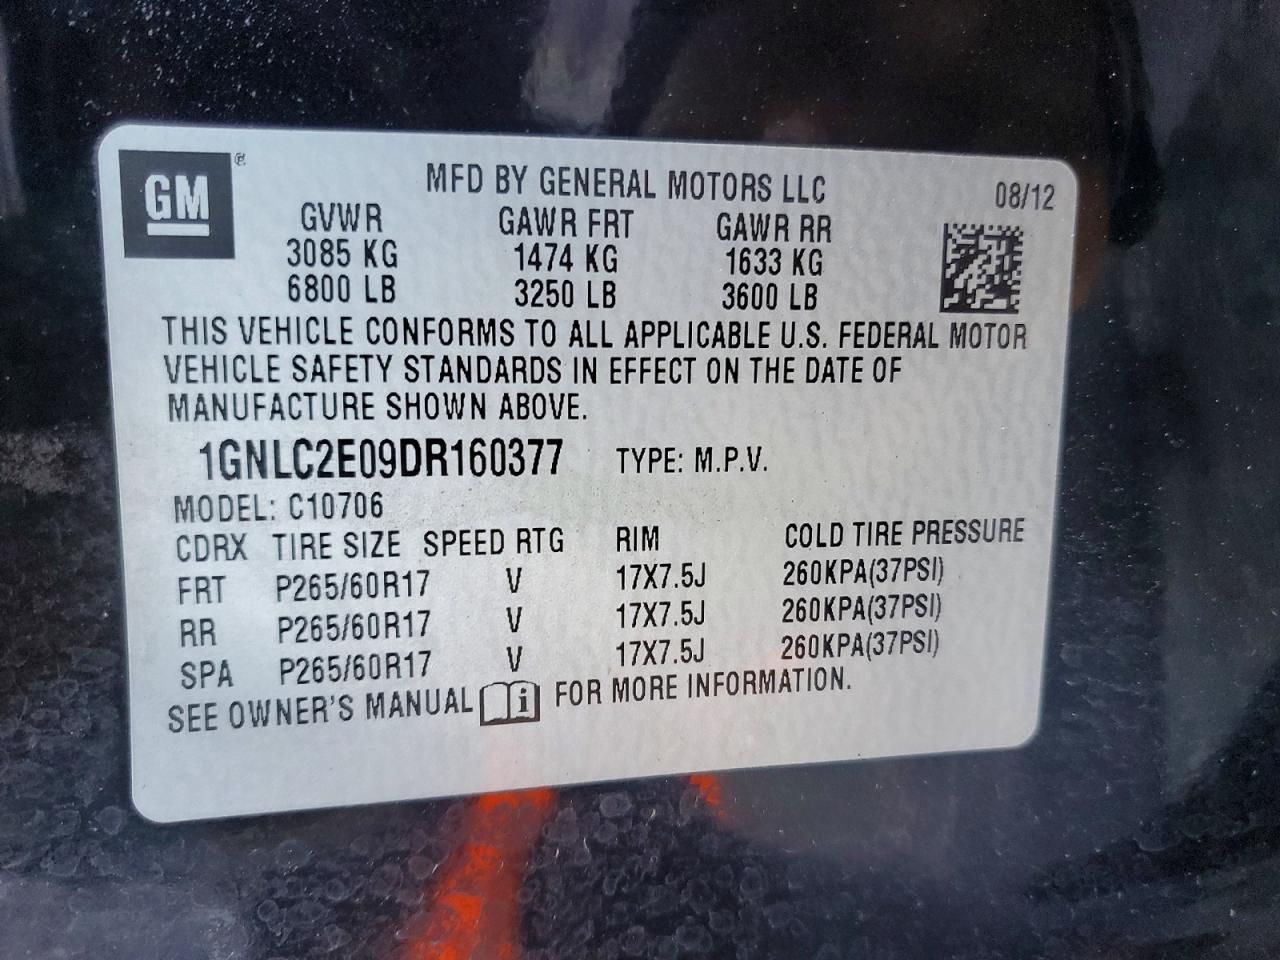 GM
MFD BY GENERAL MOTORS LLC 08/12
GVWR GAWR FRT GAWR RR
3085 KG 1474 KG 1633 KG
6800 LB 3250 LB 3600 LB
THIS VEHICLE CONFORMS TO ALL APPLICABLE U.S. FEDERAL MOTOR
VEHICLE SAFETY STANDARDS IN EFFECT ON THE DATE OF
MANUFACTURE SHOWN ABOVE.
1GNLC2E09DR160377 TYPE: M.P.V.
MODEL: C10706
CDRX TIRE SIZE SPEED RTG RIM COLD TIRE PRESSURE
FRT P265/60R17 V 17X7.5J 260KPA(37PSI)
RR P265/60R17 V 17X7.5J 260KPA(37PSI)
SPA P265/60R17 V 17X7.5J 260KPA(37PSI)
SEE OWNER'S MANUAL i FOR MORE INFORMATION.